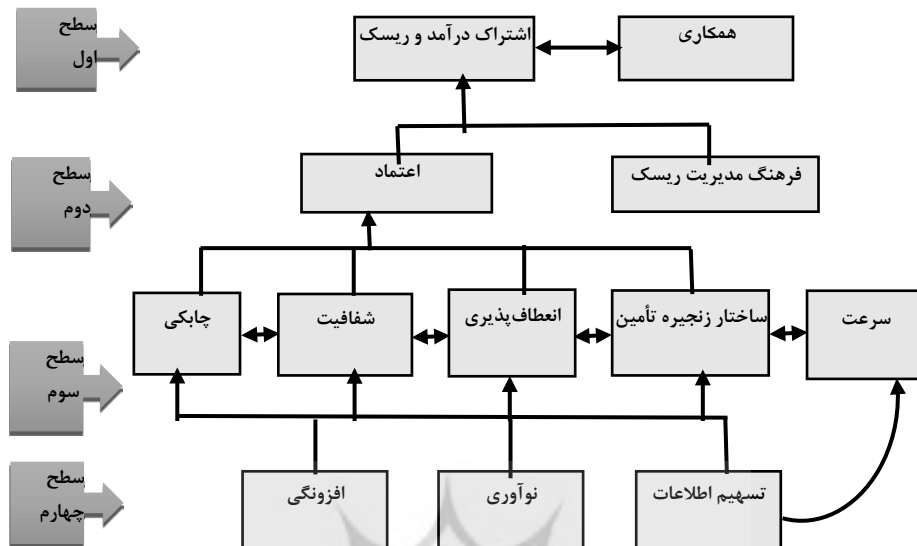 سطح
اول
همکاری
اشتراک درآمد و ریسک
سطح
دوم
فرهنگ مدیریت ریسک
اعتماد
سطح
سوم
سرعت
ساختار زنجیره تأمین
انعطاف‌پذیری
شفافیت
چابکی
سطح
چهارم
تسهیم اطلاعات
نوآوری
افزونگی